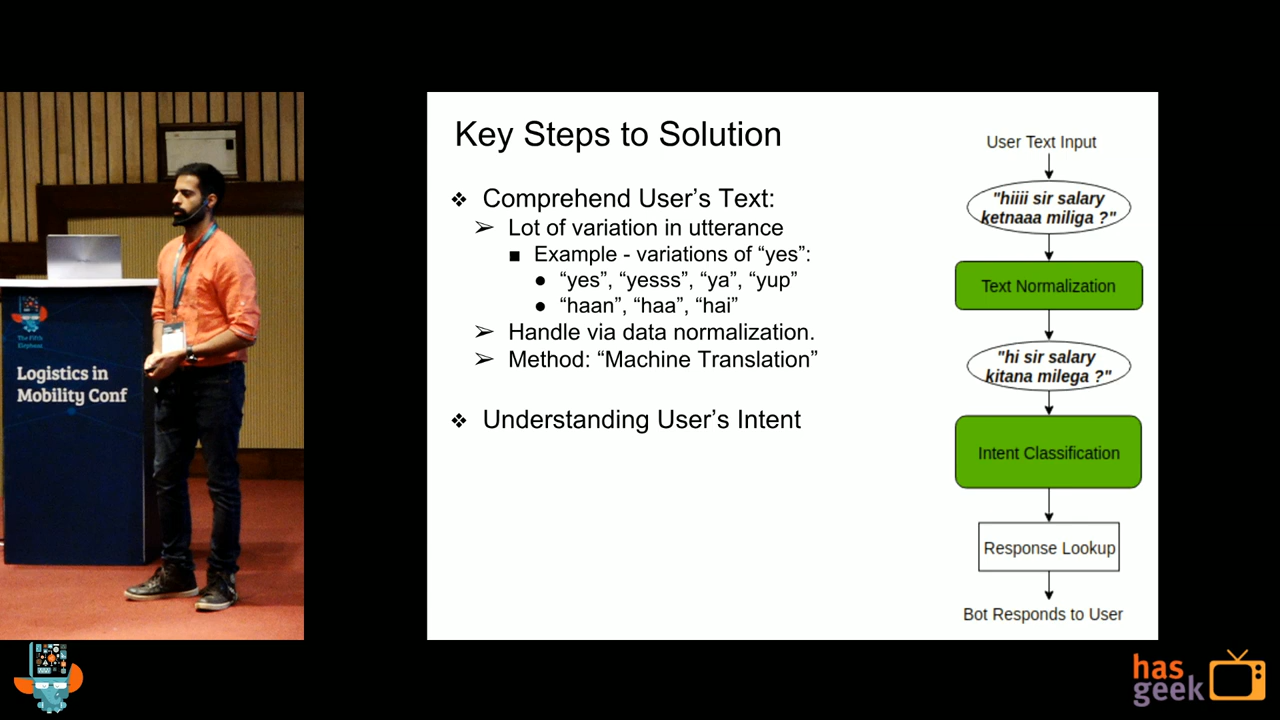 The Fifth
Elephant
Logistics in
Mobility Conf
Key Steps to Solution
❖ Comprehend User's Text:
➢ Lot of variation in utterance
■ Example - variations of “yes”:
● “yes”, “yesss”, “ya”, “yup”
● “haan”, “haa”, “hai”
➢ Handle via data normalization.
➢ Method: “Machine Translation”
❖ Understanding User's Intent
User Text Input
"hiiii sir salary
ketnaaa miliga ?"
Text Normalization
"hi sir salary
kitana milega ?"
Intent Classification
Response Lookup
Bot Responds to User
has
geek